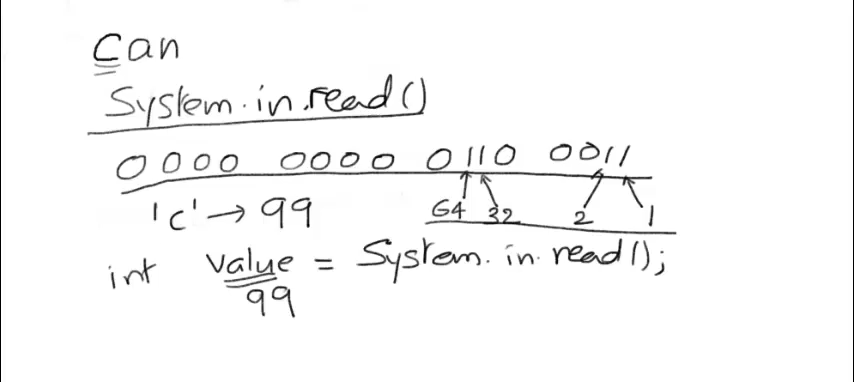 Can
System.in.read()
0000 0000 0110 0011
'c' → 99 64 32 2 1
int value = System.in.read();
99